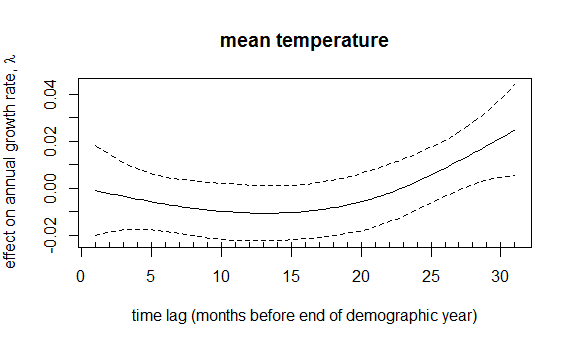 mean temperature
effect on annual growth rate, λ
0.04
0.02
0.00
-0.02
0 5 10 15 20 25 30
time lag (months before end of demographic year)